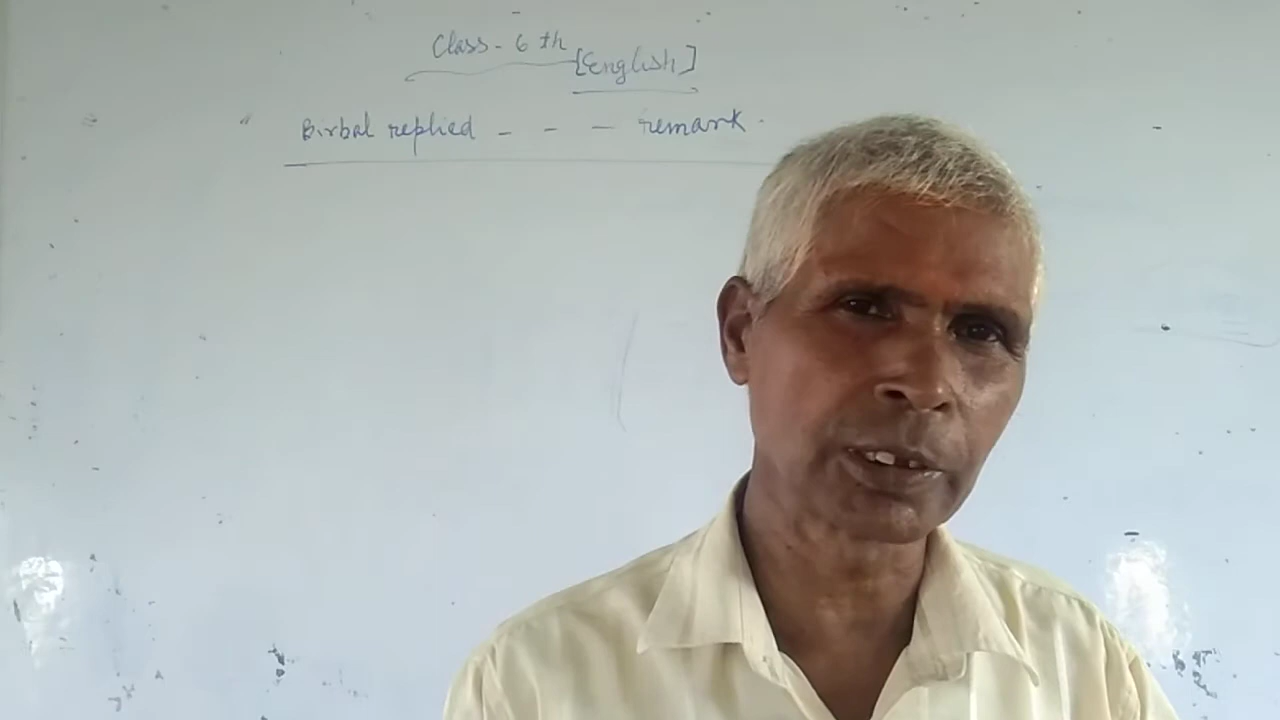 Class - 6 th
[English]
Birbal replied - - - remark.